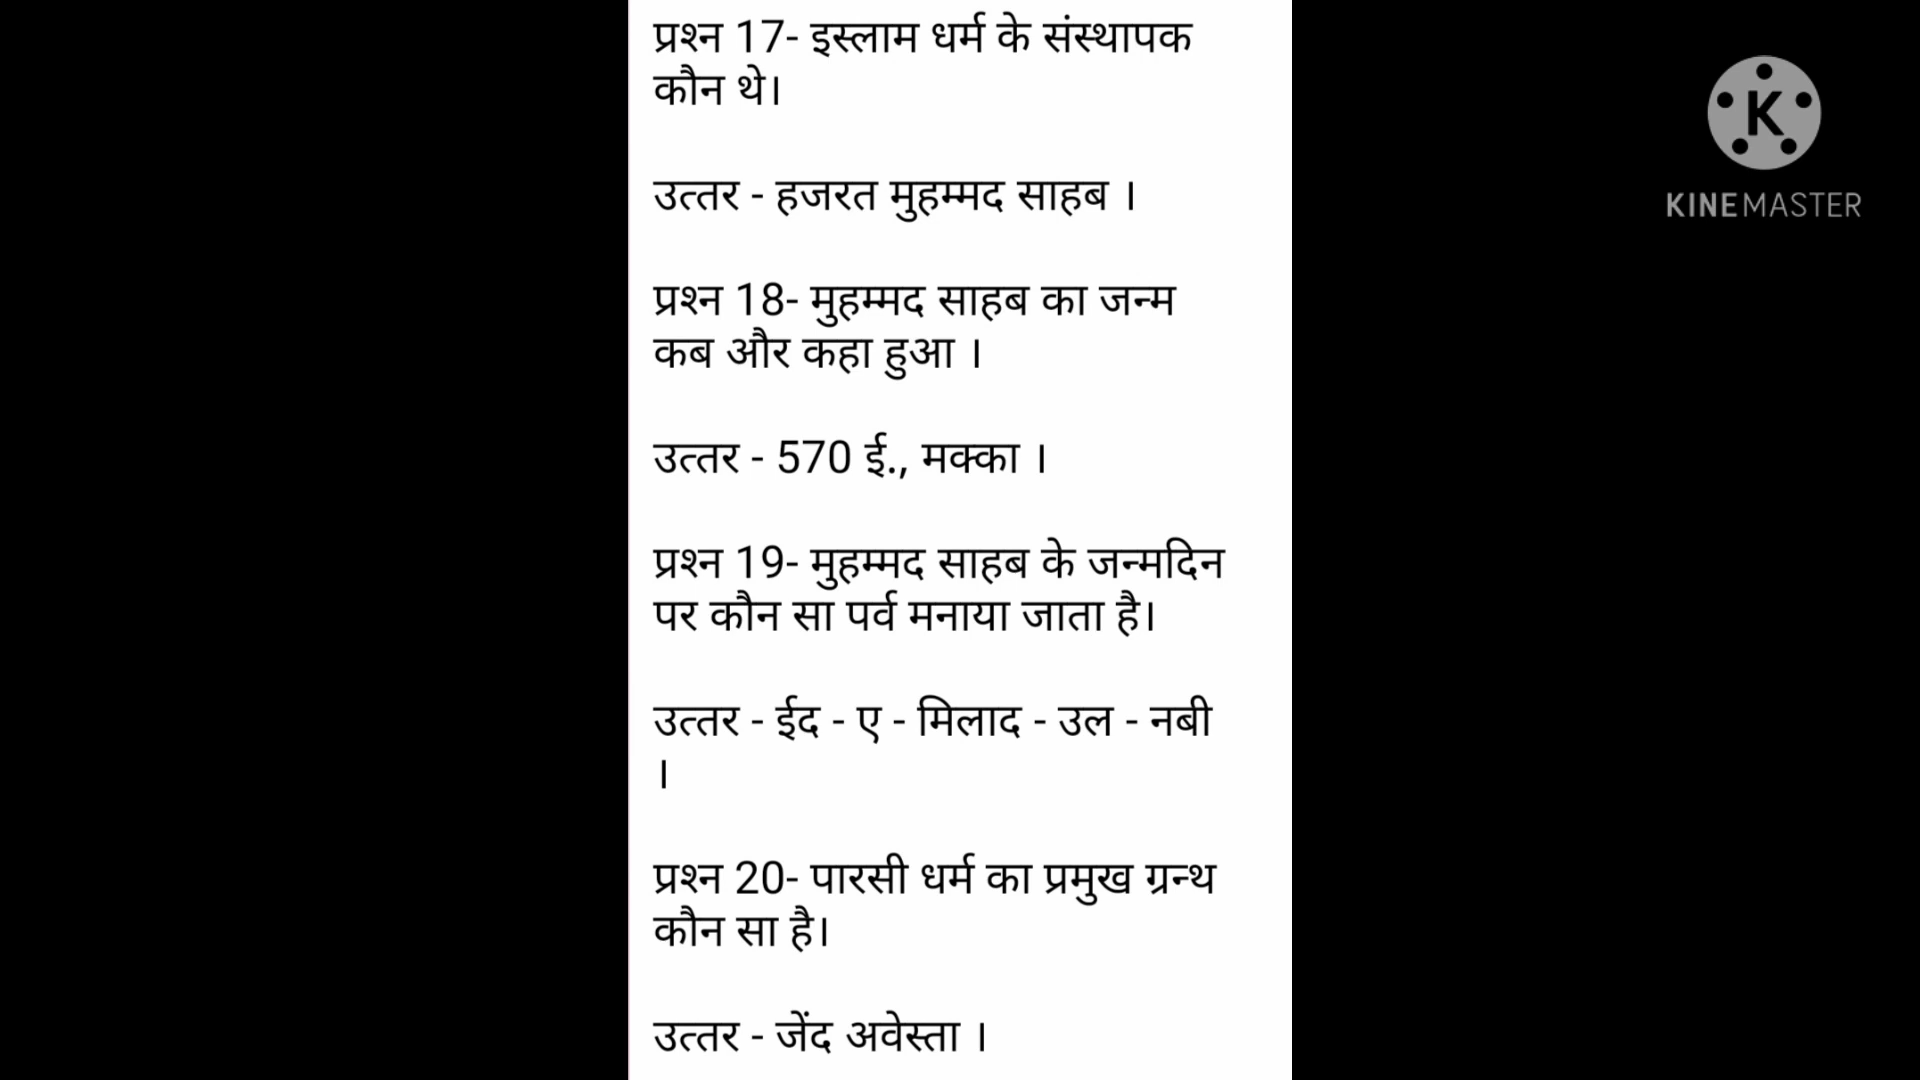 प्रश्न 17- इस्लाम धर्म के संस्थापक
कौन थे।
उत्तर - हजरत मुहम्मद साहब ।
प्रश्न 18- मुहम्मद साहब का जन्म
कब और कहा हुआ ।
उत्तर - 570 ई., मक्का ।
प्रश्न 19- मुहम्मद साहब के जन्मदिन
पर कौन सा पर्व मनाया जाता है।
उत्तर - ईद - ए - मिलाद - उल - नबी
।
प्रश्न 20- पारसी धर्म का प्रमुख ग्रन्थ
कौन सा है।
उत्तर - जेंद अवेस्ता ।
K
KINEMASTER